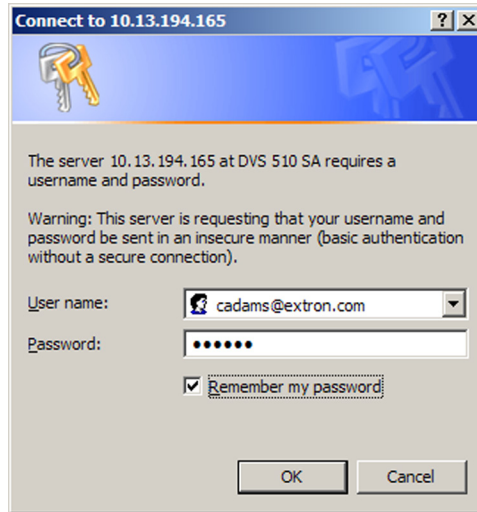 Connect to 10.13.194.165
The server 10.13.194.165 at DVS 510 SA requires a
username and password.
Warning: This server is requesting that your username and
password be sent in an insecure manner (basic authentication
without a secure connection).
User name:
cadams@extron.com
Password:
••••••
Remember my password
OK
Cancel